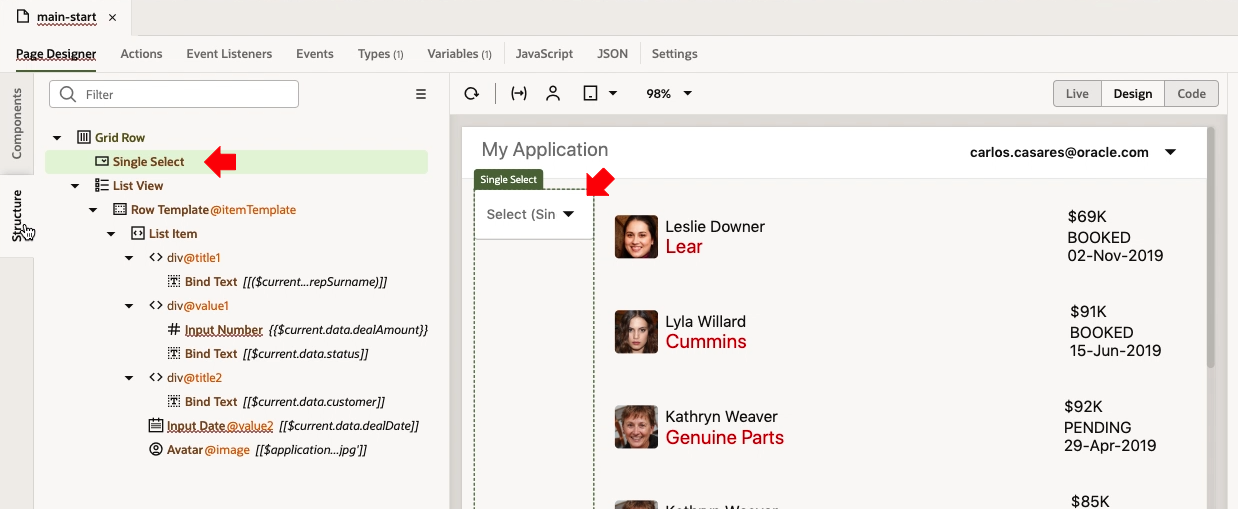 main-start
Page Designer Actions Event Listeners Events Types (1) Variables (1) JavaScript JSON Settings
Components
Structure
Filter
98%
Live Design Code
Grid Row
Single Select
List View
Row Template@itemTemplate
List Item
div@title1
Bind Text [[($current...repSurname)]]
div@value1
Input Number {{$current.data.dealAmount}}
Bind Text [[$current.data.status]]
div@title2
Bind Text [[$current.data.customer]]
Input Date@value2 [[$current.data.dealDate]]
Avatar@image [[$application...jpg']]
My Application
carlos.casares@oracle.com
Single Select
Select (Sin
Leslie Downer
Lear
$69K
BOOKED
02-Nov-2019
Lyla Willard
Cummins
$91K
BOOKED
15-Jun-2019
Kathryn Weaver
Genuine Parts
$92K
PENDING
29-Apr-2019
Kathryn Weaver
$85K